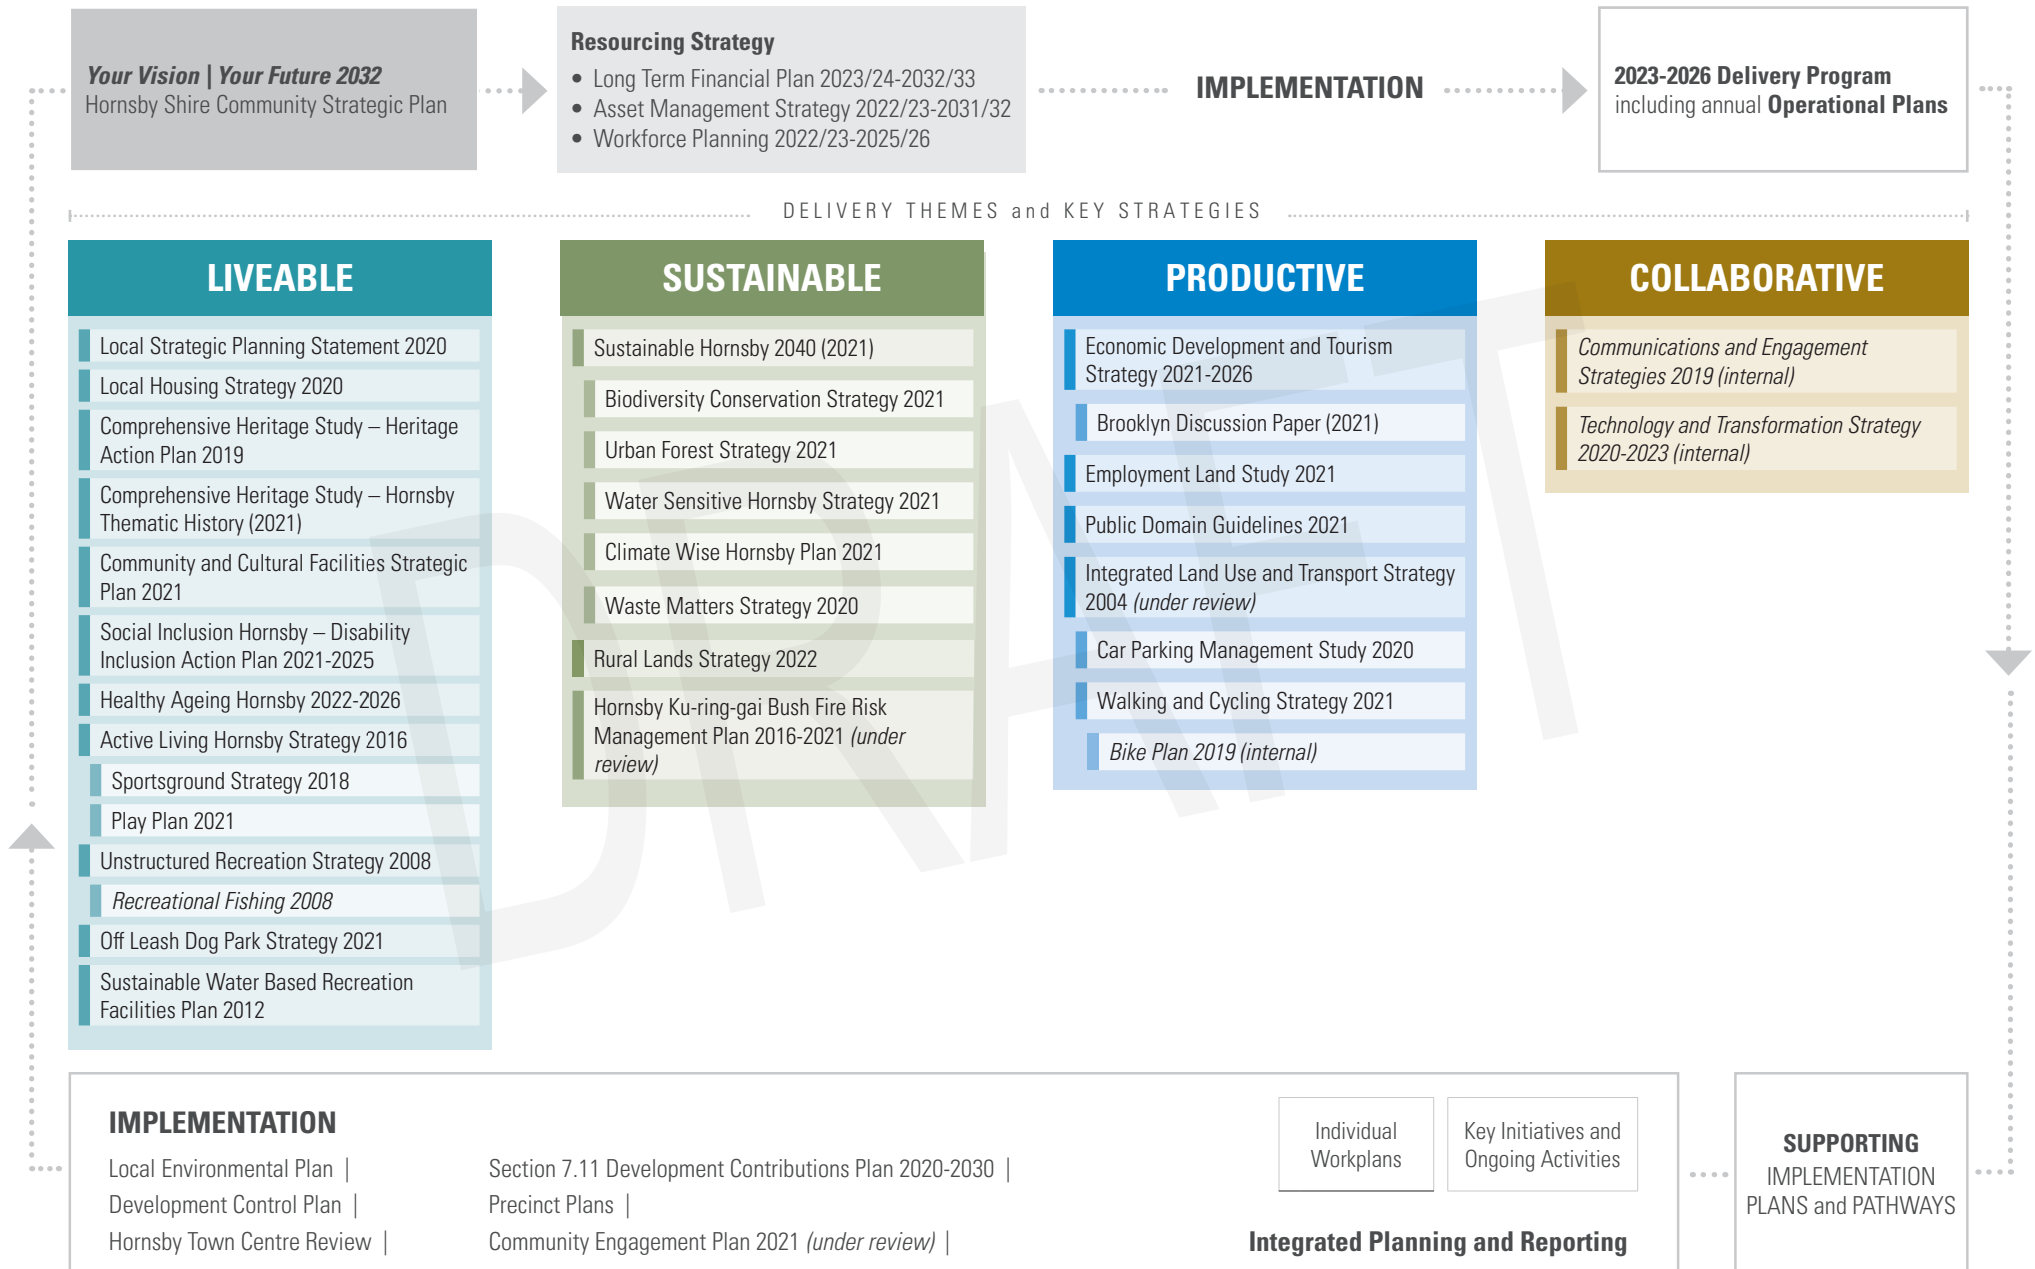 Your Vision | Your Future 2032
Hornsby Shire Community Strategic Plan
Resourcing Strategy
• Long Term Financial Plan 2023/24-2032/33
• Asset Management Strategy 2022/23-2031/32
• Workforce Planning 2022/23-2025/26
IMPLEMENTATION
2023-2026 Delivery Program
including annual Operational Plans
DELIVERY THEMES and KEY STRATEGIES
LIVEABLE
Local Strategic Planning Statement 2020
Local Housing Strategy 2020
Comprehensive Heritage Study – Heritage
Action Plan 2019
Comprehensive Heritage Study – Hornsby
Thematic History (2021)
Community and Cultural Facilities Strategic
Plan 2021
Social Inclusion Hornsby – Disability
Inclusion Action Plan 2021-2025
Healthy Ageing Hornsby 2022-2026
Active Living Hornsby Strategy 2016
Sportsground Strategy 2018
Play Plan 2021
Unstructured Recreation Strategy 2008
Recreational Fishing 2008
Off Leash Dog Park Strategy 2021
Sustainable Water Based Recreation
Facilities Plan 2012
SUSTAINABLE
Sustainable Hornsby 2040 (2021)
Biodiversity Conservation Strategy 2021
Urban Forest Strategy 2021
Water Sensitive Hornsby Strategy 2021
Climate Wise Hornsby Plan 2021
Waste Matters Strategy 2020
Rural Lands Strategy 2022
Hornsby Ku-ring-gai Bush Fire Risk
Management Plan 2016-2021 (under
review)
PRODUCTIVE
Economic Development and Tourism
Strategy 2021-2026
Brooklyn Discussion Paper (2021)
Employment Land Study 2021
Public Domain Guidelines 2021
Integrated Land Use and Transport Strategy
2004 (under review)
Car Parking Management Study 2020
Walking and Cycling Strategy 2021
Bike Plan 2019 (internal)
COLLABORATIVE
Communications and Engagement
Strategies 2019 (internal)
Technology and Transformation Strategy
2020-2023 (internal)
DRAFT
IMPLEMENTATION
Local Environmental Plan |
Development Control Plan |
Hornsby Town Centre Review |
Section 7.11 Development Contributions Plan 2020-2030 |
Precinct Plans |
Community Engagement Plan 2021 (under review) |
Individual
Workplans
Key Initiatives and
Ongoing Activities
Integrated Planning and Reporting
SUPPORTING
IMPLEMENTATION
PLANS and PATHWAYS